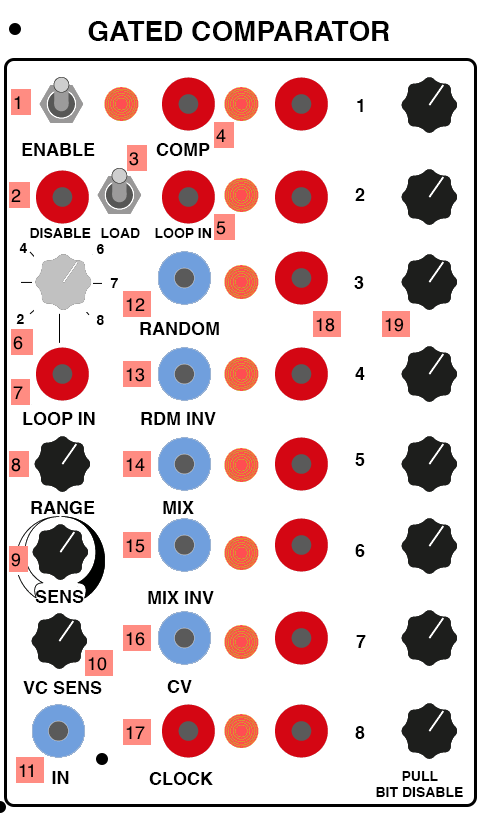 GATED COMPARATOR
1
1
ENABLE
COMP
4
3
2
2
DISABLE
LOAD
LOOP IN
5
4
6
7
3
12
2
8
RANDOM
18
19
6
7
13
4
LOOP IN
RDM INV
8
14
5
RANGE
MIX
9
15
6
SENS
MIX INV
10
16
7
VC SENS
CV
17
8
11
IN
CLOCK
PULL
BIT DISABLE